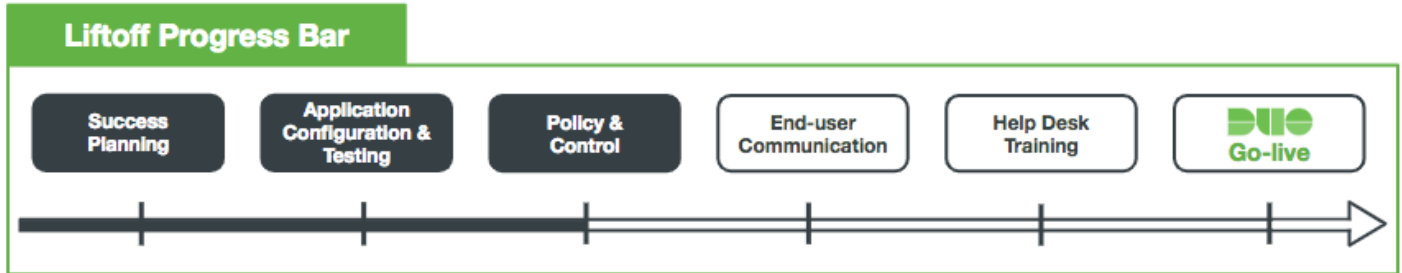 Liftoff Progress Bar
Success
Planning
Application
Configuration &
Testing
Policy &
Control
End-user
Communication
Help Desk
Training
DUO
Go-live